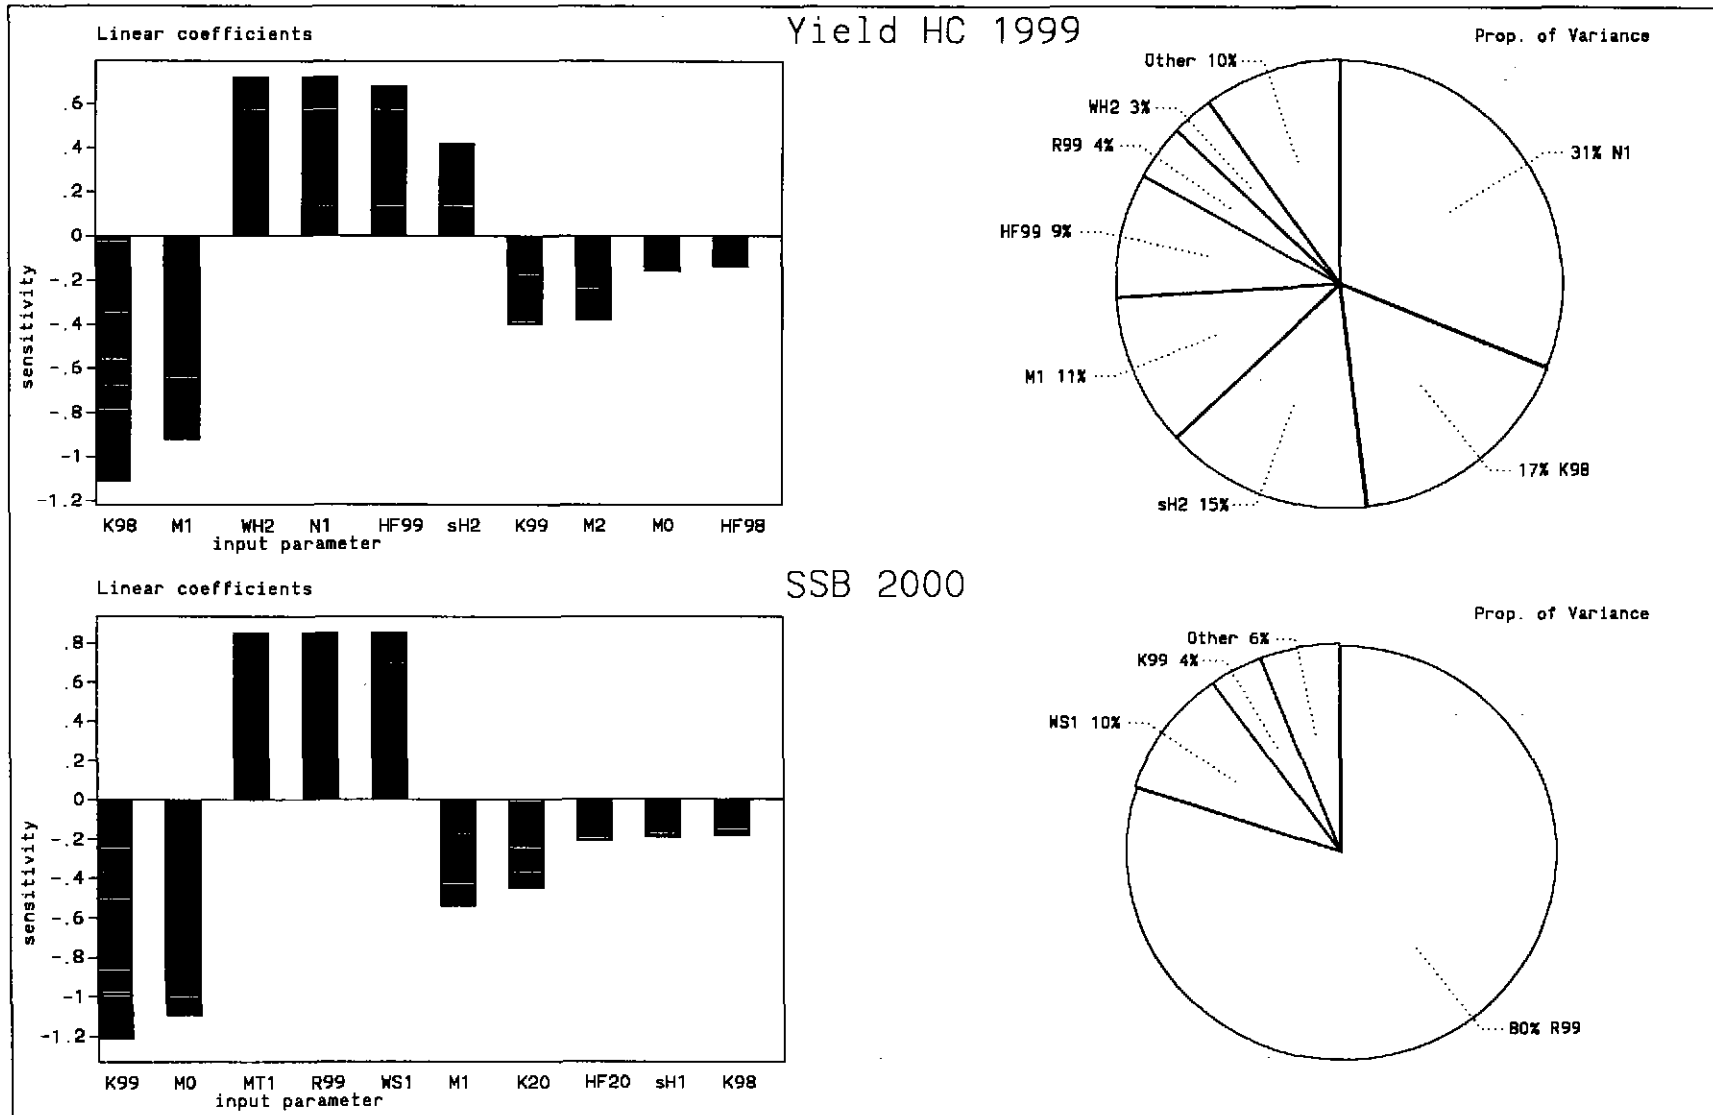 Yield HC 1999
Linear coefficients
Prop. of Variance
.6
.4
.2
0
-.2
-.4
-.6
-.8
-1
-1.2
sensitivity
K98 M1 WH2 N1 HF99 sH2 K99 M2 M0 HF98
input parameter
Other 10%
WH2 3%
R99 4%
HF99 9%
M1 11%
sH2 15%
31% N1
17% K98
SSB 2000
Linear coefficients
Prop. of Variance
.8
.6
.4
.2
0
-.2
-.4
-.6
-.8
-1
-1.2
sensitivity
K99 M0 MT1 R99 WS1 M1 K20 HF20 sH1 K98
input parameter
Other 6%
K99 4%
WS1 10%
80% R99